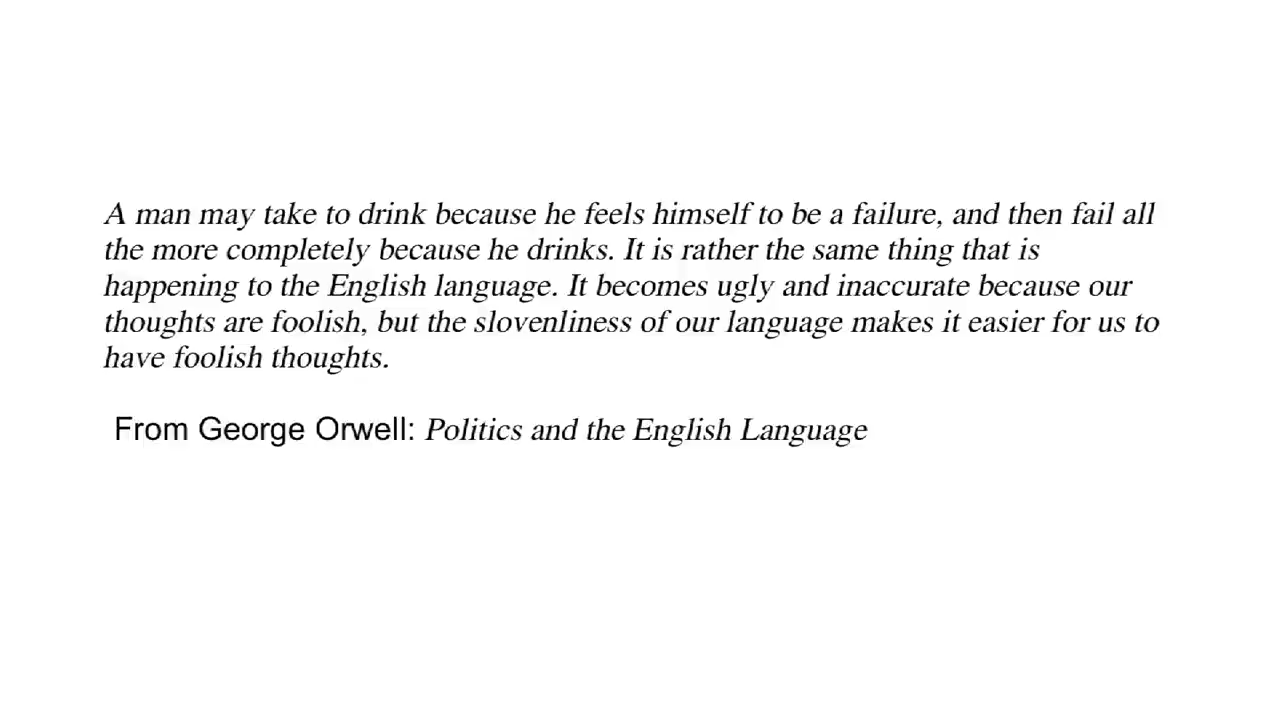 A man may take to drink because he feels himself to be a failure, and then fail all
the more completely because he drinks. It is rather the same thing that is
happening to the English language. It becomes ugly and inaccurate because our
thoughts are foolish, but the slovenliness of our language makes it easier for us to
have foolish thoughts.
From George Orwell: Politics and the English Language